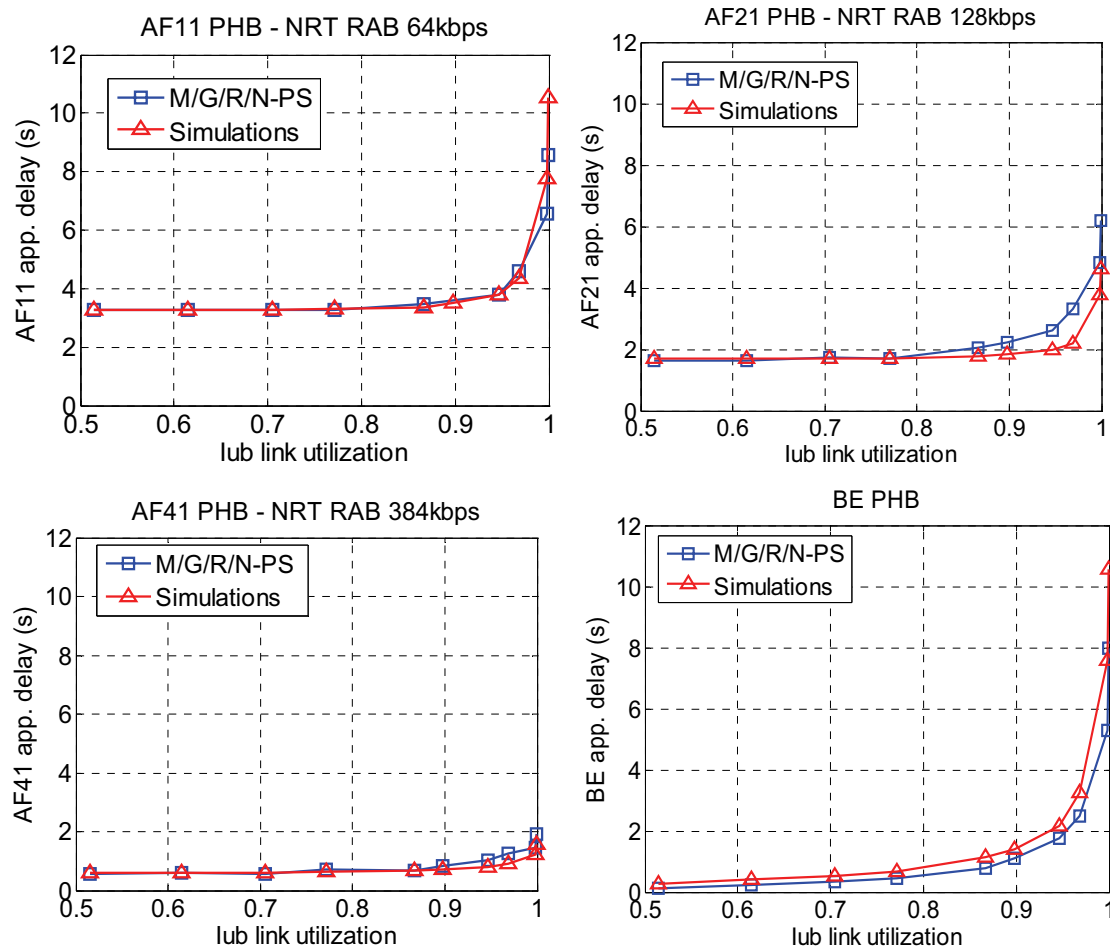 AF11 PHB - NRT RAB 64kbps
12
10
8
6
4
2
0
M/G/R/N-PS
Simulations
AF11 app. delay (s)
0.5 0.6 0.7 0.8 0.9 1
Iub link utilization
AF21 PHB - NRT RAB 128kbps
12
10
8
6
4
2
0
M/G/R/N-PS
Simulations
AF21 app. delay (s)
0.5 0.6 0.7 0.8 0.9 1
Iub link utilization
AF41 PHB - NRT RAB 384kbps
12
10
8
6
4
2
0
M/G/R/N-PS
Simulations
AF41 app. delay (s)
0.5 0.6 0.7 0.8 0.9 1
Iub link utilization
BE PHB
12
10
8
6
4
2
0
M/G/R/N-PS
Simulations
BE app. delay (s)
0.5 0.6 0.7 0.8 0.9 1
Iub link utilization